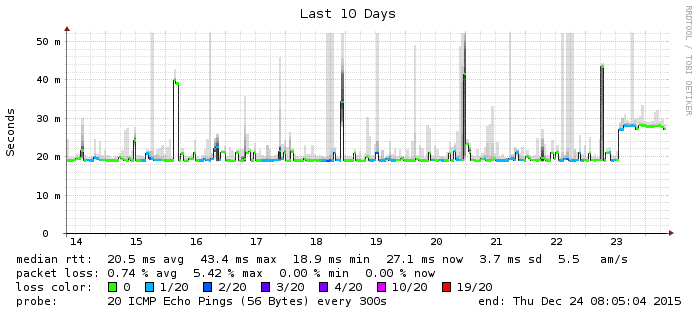 Last 10 Days
RRDTOOL / TOBI OETIKER
Seconds
50 m
40 m
30 m
20 m
10 m
0
14 15 16 17 18 19 20 21 22 23
median rtt: 20.5 ms avg 43.4 ms max 18.9 ms min 27.1 ms now 3.7 ms sd 5.5 am/s
packet loss: 0.74 % avg 5.42 % max 0.00 % min 0.00 % now
loss color: 0 1/20 2/20 3/20 4/20 10/20 19/20
probe: 20 ICMP Echo Pings (56 Bytes) every 300s end: Thu Dec 24 08:05:04 2015